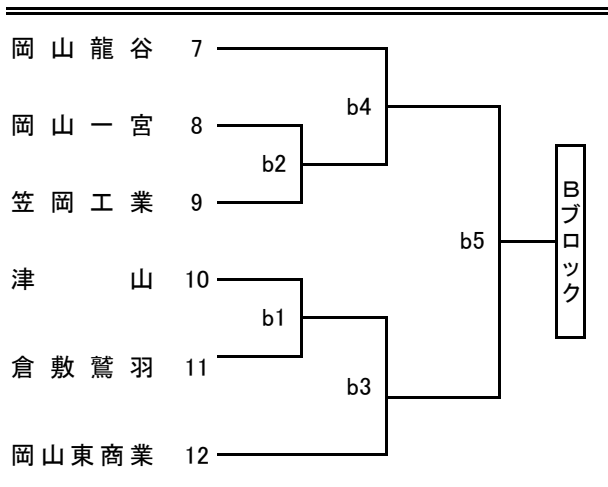 岡山龍谷 7
b4
岡山一宮 8
b2
笠岡工業 9
Bブロック
b5
津山 10
b1
倉敷鷲羽 11
b3
岡山東商業 12